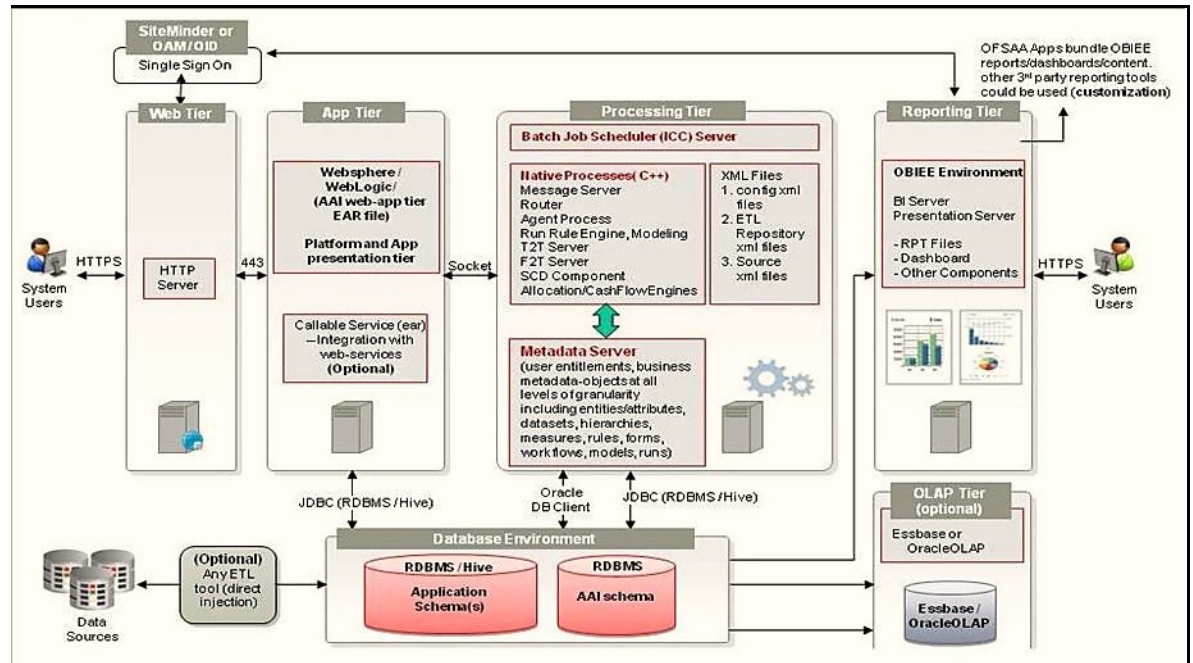 SiteMinder or
OAM/OID
Single Sign On
OFSAA Apps bundle OBIEE
reports/dashboards/content.
other 3rd party reporting tools
could be used (customization)
Web Tier
HTTP
Server
App Tier
Websphere /
WebLogic/
(AAI web-app tier
EAR file)
Platform and App
presentation tier
Callable Service (ear)
–Integration with
web-services
(Optional)
Processing Tier
Batch Job Scheduler (ICC) Server
Native Processes( C++)
Message Server
Router
Agent Process
Run Rule Engine, Modeling
T2T Server
F2T Server
SCD Component
Allocation/CashFlowEngines
XML Files
1. config xml
files
2. ETL
Repository
xml files
3. Source
xml files
Metadata Server
(user entitlements, business
metadata-objects at all
levels of granularity
including entities/attributes,
datasets, hierarchies,
measures, rules, forms,
workflows, models, runs)
Reporting Tier
OBIEE Environment
BI Server
Presentation Server
-RPT Files
-Dashboard
-Other Components
System
Users
HTTPS
443
Socket
HTTPS
System
Users
JDBC (RDBMS /Hive)
Oracle
DB Client
JDBC (RDBMS /Hive)
OLAP Tier
(optional)
Essbase or
OracleOLAP
Essbase /
OracleOLAP
Database Environment
RDBMS / Hive
Application
Schema(s)
RDBMS
AAI schema
(Optional)
Any ETL
tool (direct
injection)
Data
Sources